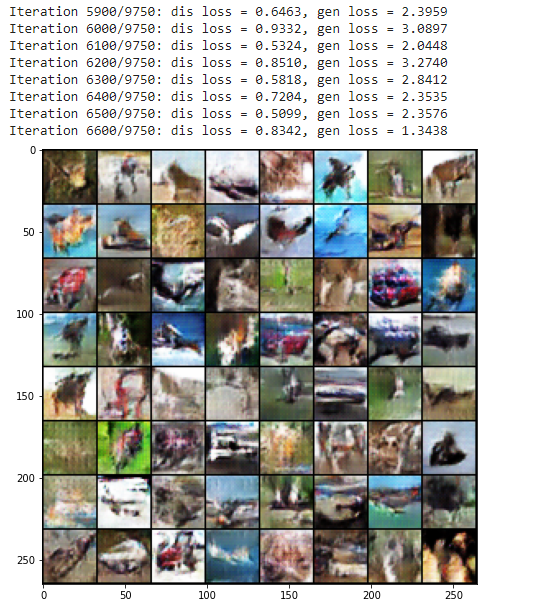 Iteration 5900/9750: dis loss = 0.6463, gen loss = 2.3959
Iteration 6000/9750: dis loss = 0.9332, gen loss = 3.0897
Iteration 6100/9750: dis loss = 0.5324, gen loss = 2.0448
Iteration 6200/9750: dis loss = 0.8510, gen loss = 3.2740
Iteration 6300/9750: dis loss = 0.5818, gen loss = 2.8412
Iteration 6400/9750: dis loss = 0.7204, gen loss = 2.3535
Iteration 6500/9750: dis loss = 0.5099, gen loss = 2.3576
Iteration 6600/9750: dis loss = 0.8342, gen loss = 1.3438
0
50
100
150
200
250
0 50 100 150 200 250